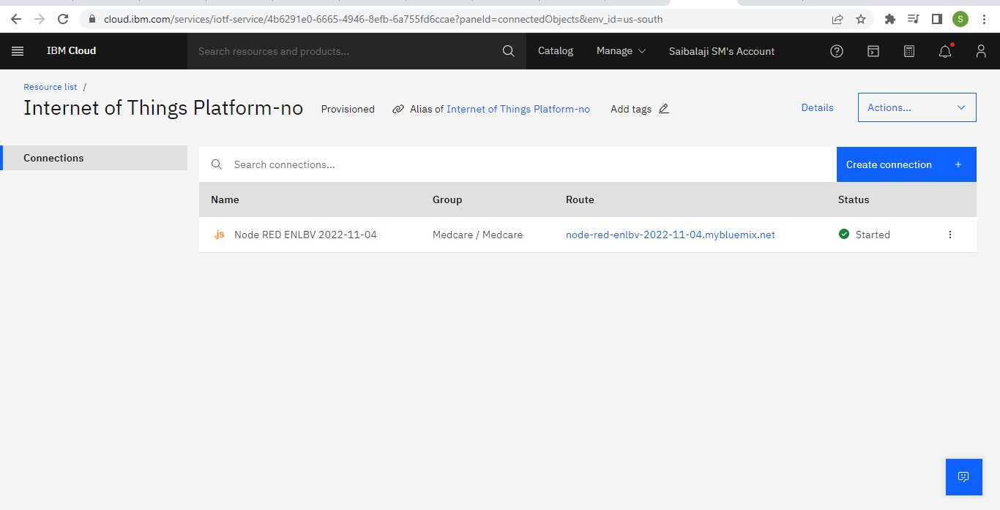 cloud.ibm.com/services/iotf-service/4b6291e0-6665-4946-8efb-6a755fd6ccae?paneId=connectedObjects&env_id=us-south
S
IBM Cloud
Search resources and products...
Catalog
Manage
Saibalaji SM's Account
Resource list /
Internet of Things Platform-no
Provisioned
Alias of Internet of Things Platform-no
Add tags
Details
Actions...
Connections
Search connections...
Create connection +
Name Group Route Status
.js Node RED ENLBV 2022-11-04 Medcare / Medcare node-red-enlbv-2022-11-04.mybluemix.net Started